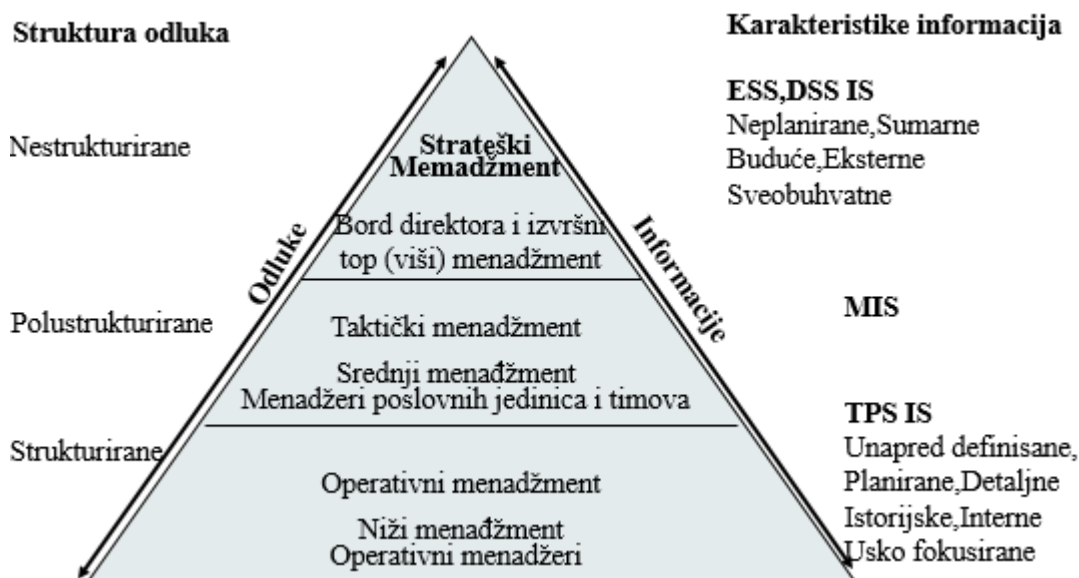 Struktura odluka
Karakteristike informacija
ESS,DSS IS
Nestrukturirane
Neplanirane,Sumarne
Buduće,Eksterne
Sveobuhvatne
Strateški
Memadžment
Bord direktora i izvršni
top (viši) menadžment
Odluke
Informacije
Polustrukturirane
Taktički menadžment
Srednji menađžment
Menadžeri poslovnih jedinica i timova
MIS
Strukturirane
TPS IS
Unapred definisane,
Planirane,Detaljne
Istorijske,Interne
Usko fokusirane
Operativni menadžment
Niži menađžment
Operativni menadžeri